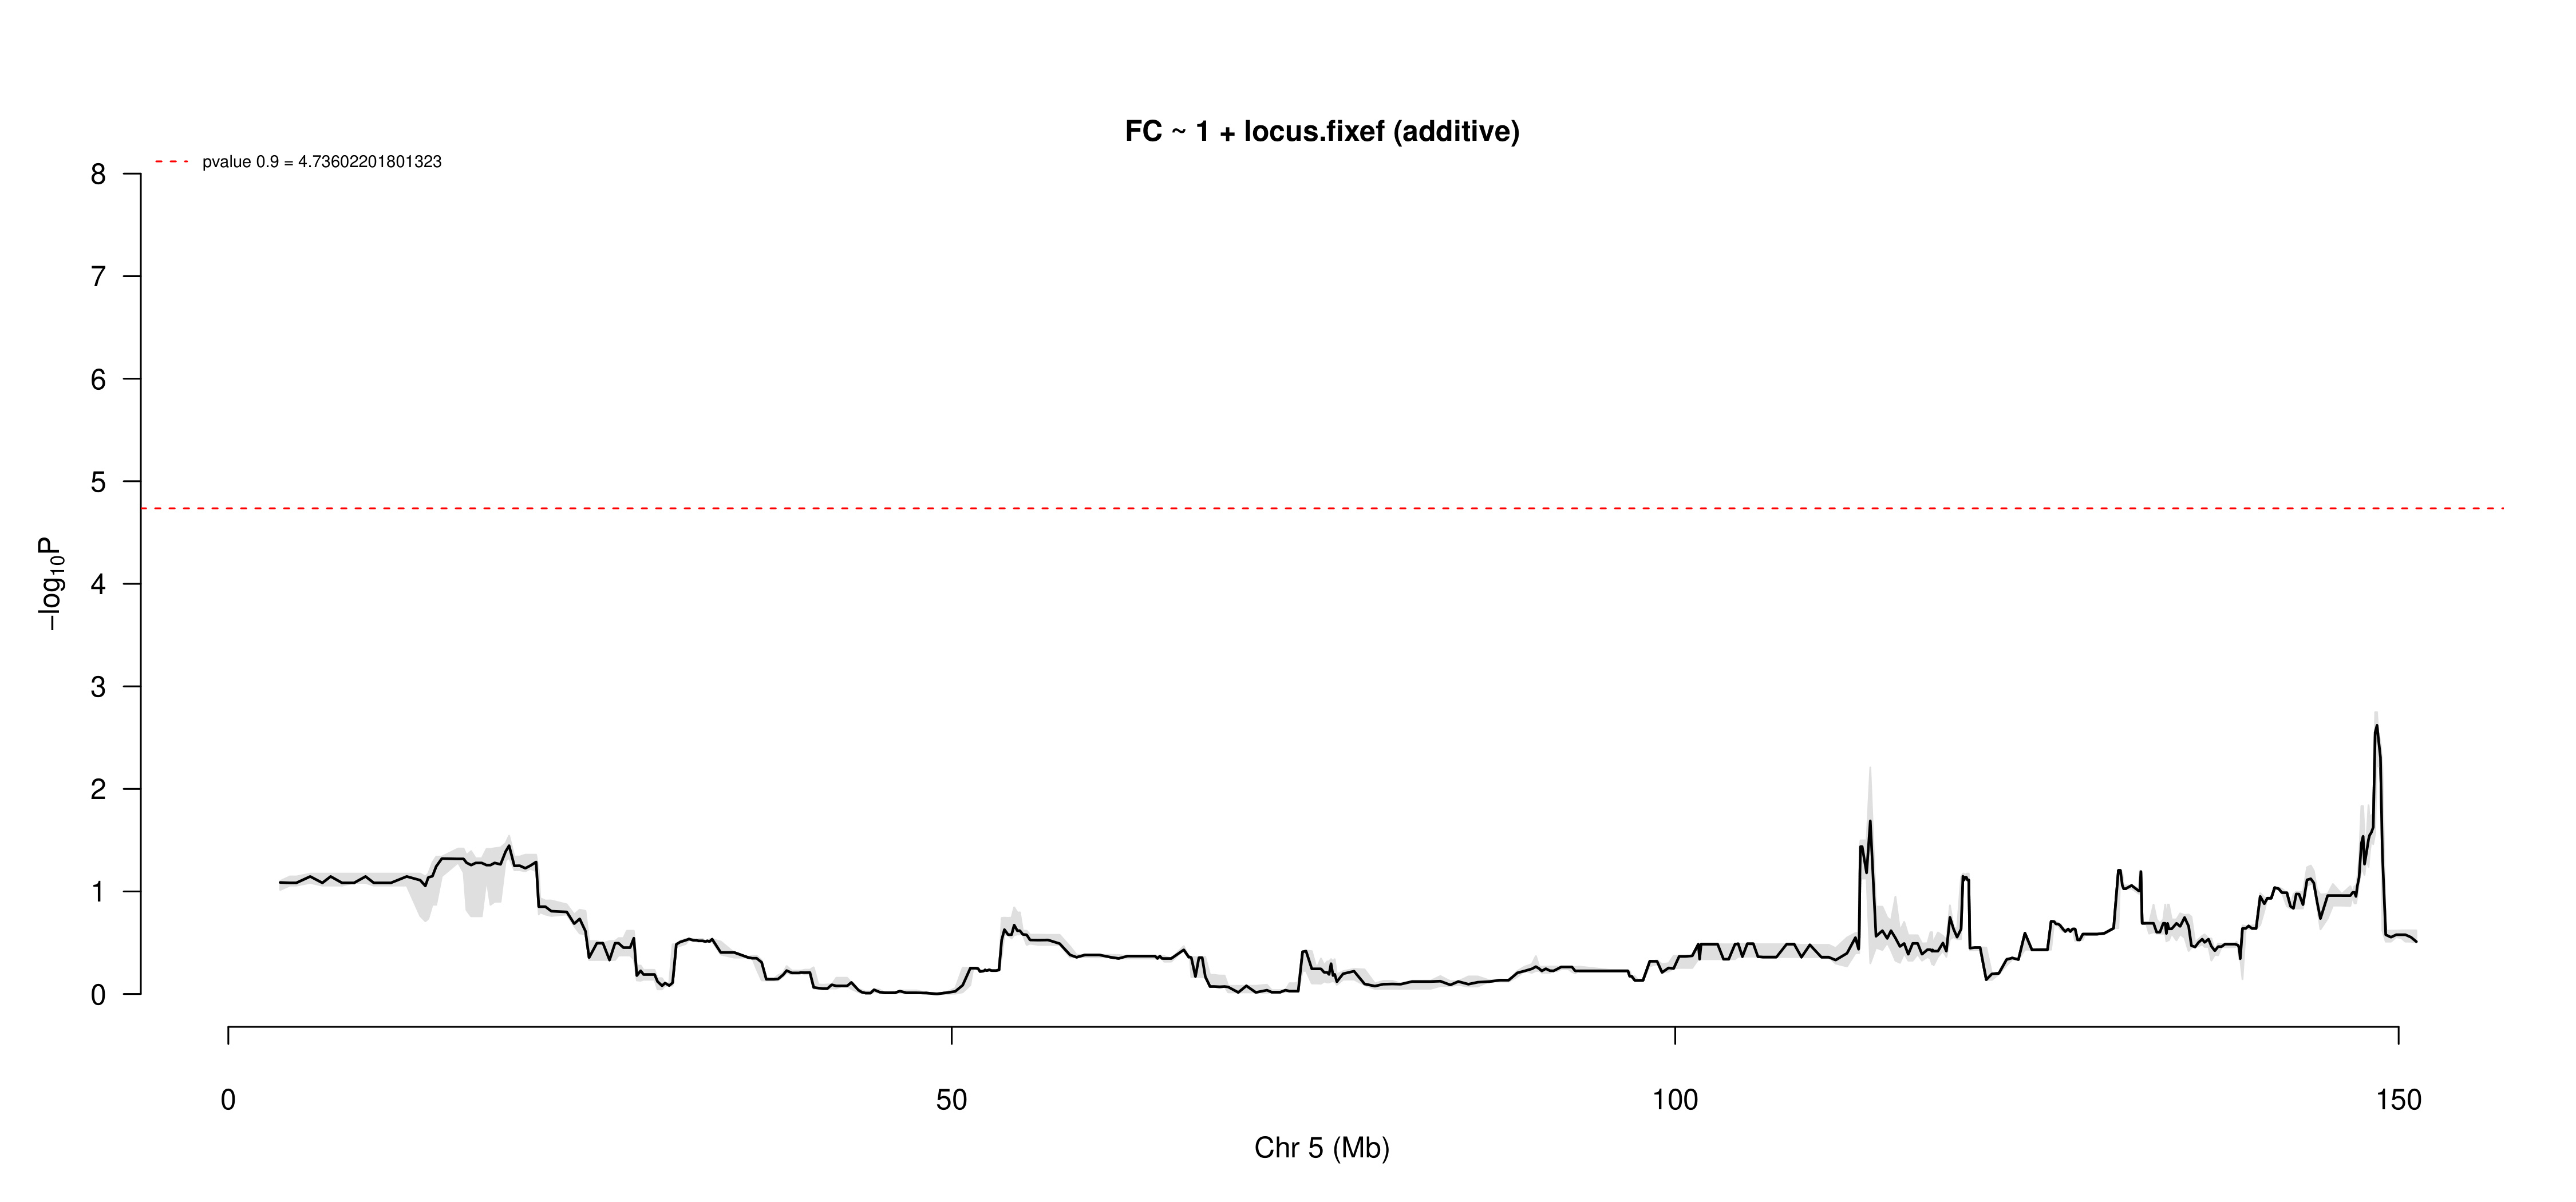 FC ~ 1 + locus.fixef (additive)
pvalue 0.9 = 4.73602201801323
8
7
6
5
4
3
2
1
0
−log10P
0 50 100 150
Chr 5 (Mb)